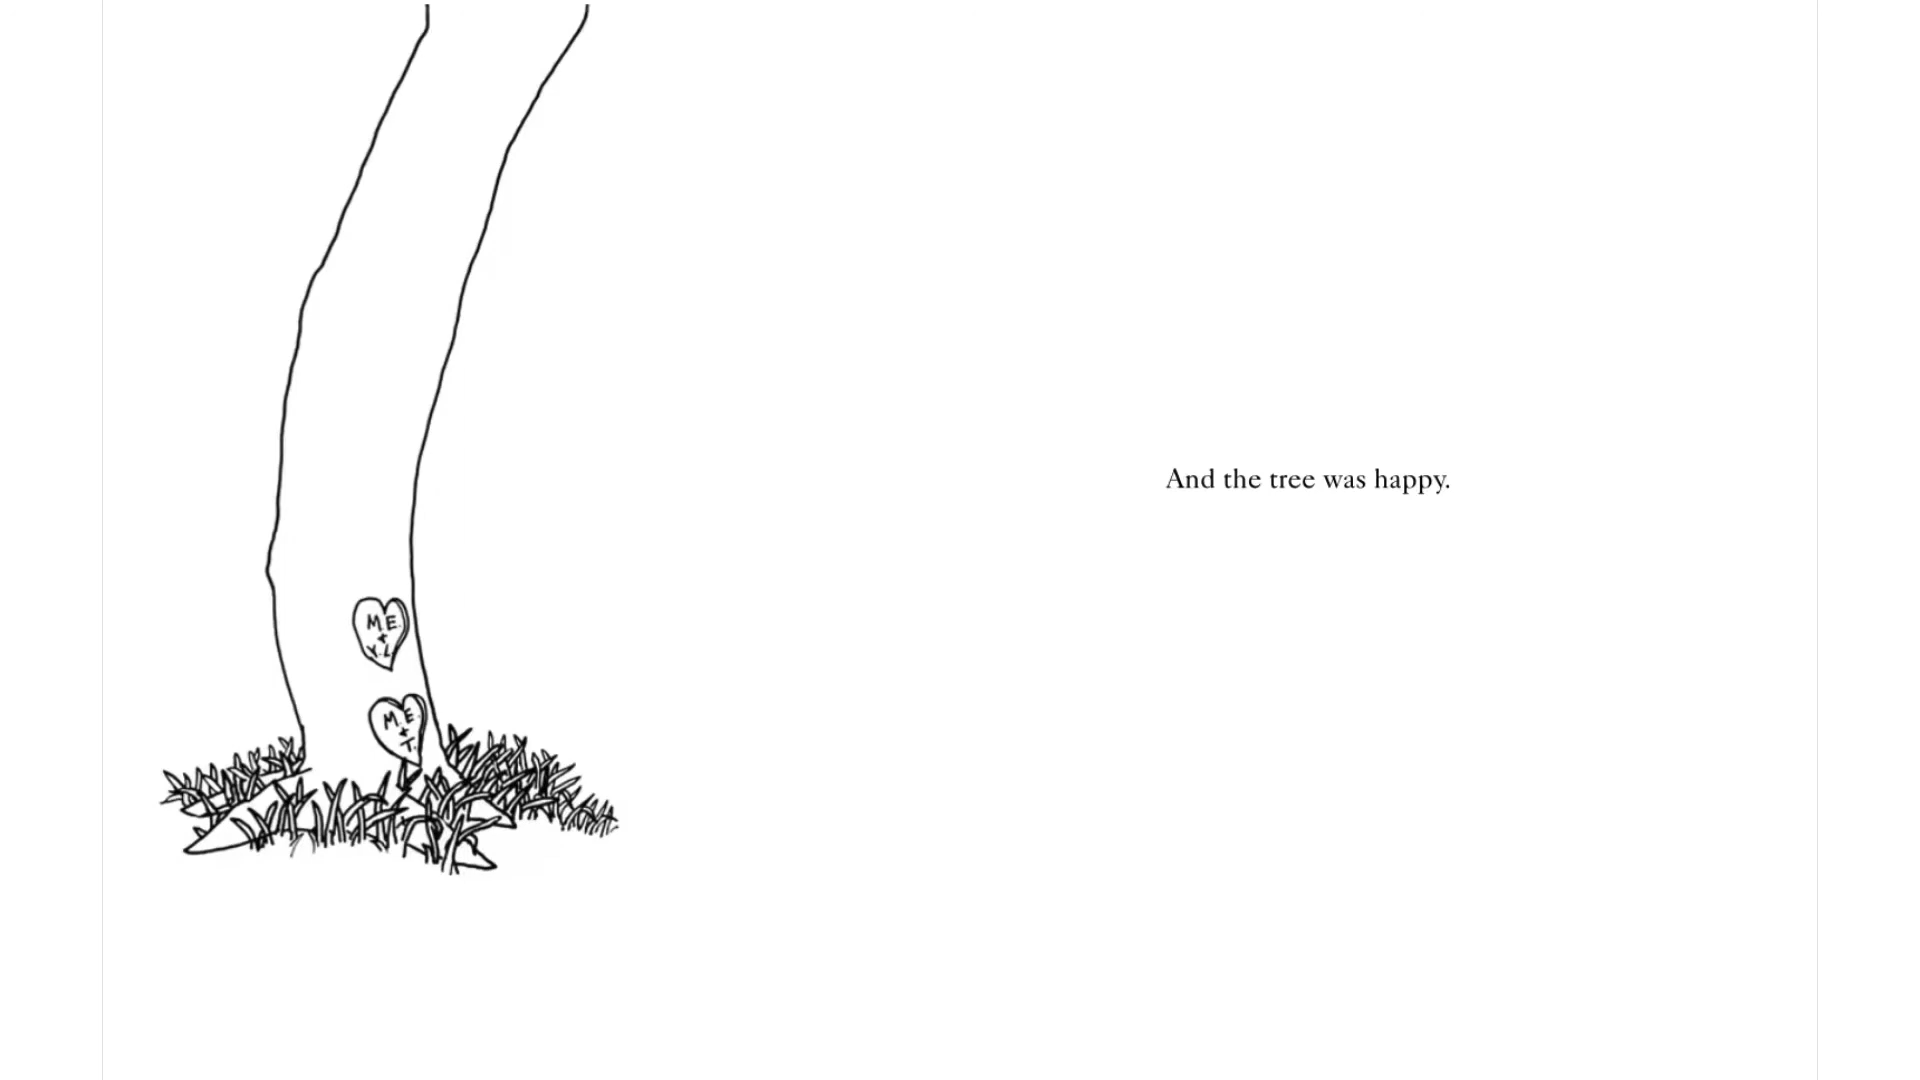 M.E.
+
Y.L.
M.E.
+
T.
And the tree was happy.